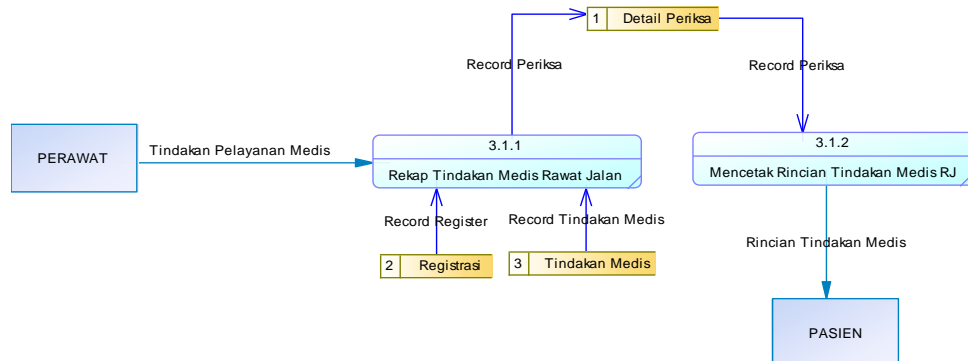 1 Detail Periksa
Record Periksa
Record Periksa
3.1.1
3.1.2
PERAWAT
Tindakan Pelayanan Medis
Rekap Tindakan Medis Rawat Jalan
Mencetak Rincian Tindakan Medis RJ
Record Register
Record Tindakan Medis
Rincian Tindakan Medis
2 Registrasi
3 Tindakan Medis
PASIEN